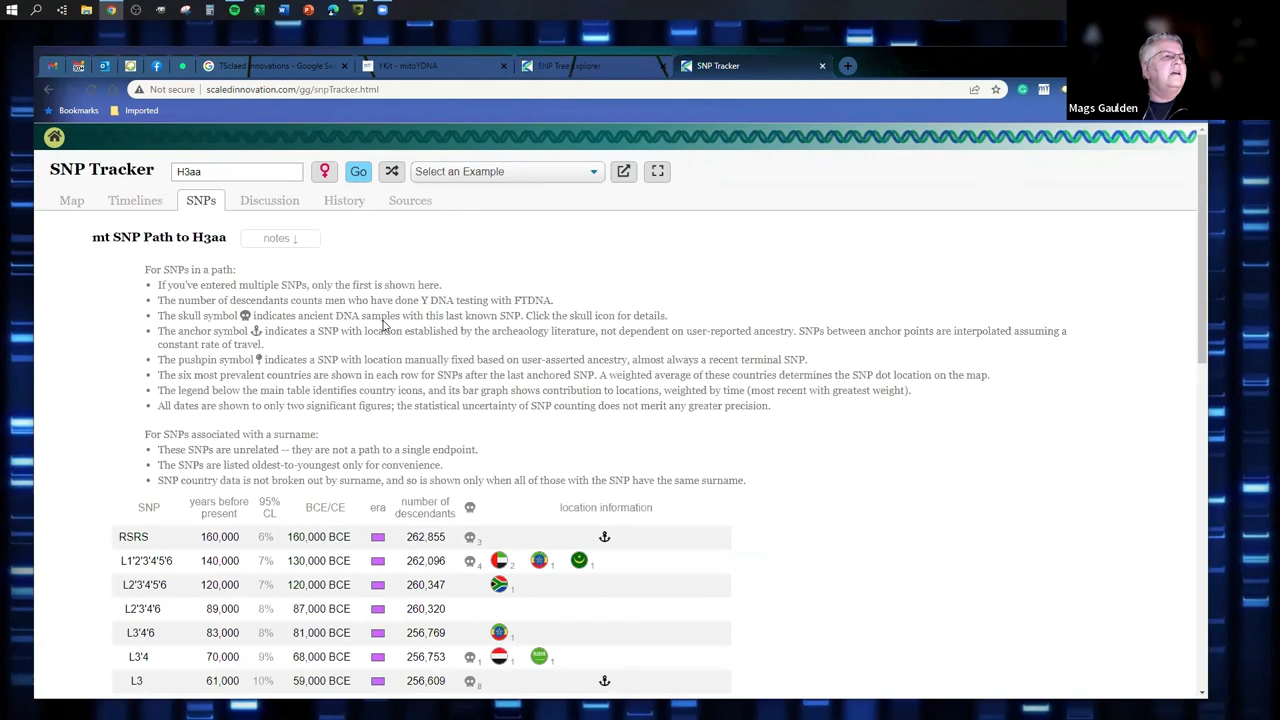 TSclaed Innovations - Google Se
YKit - mitoYDNA
SNP Tree Explorer
SNP Tracker
Not secure
scaledinnovation.com/gg/snpTracker.html
Mags Gaulden
Bookmarks
Imported
SNP Tracker
H3aa
Go
Select an Example
Map
Timelines
SNPs
Discussion
History
Sources
mt SNP Path to H3aa
notes ↓
For SNPs in a path:
• If you've entered multiple SNPs, only the first is shown here.
• The number of descendants counts men who have done Y DNA testing with FTDNA.
• The skull symbol indicates ancient DNA samples with this last known SNP. Click the skull icon for details.
• The anchor symbol ⚓ indicates a SNP with location established by the archaeology literature, not dependent on user-reported ancestry. SNPs between anchor points are interpolated assuming a
constant rate of travel.
• The pushpin symbol indicates a SNP with location manually fixed based on user-asserted ancestry, almost always a recent terminal SNP.
• The six most prevalent countries are shown in each row for SNPs after the last anchored SNP. A weighted average of these countries determines the SNP dot location on the map.
• The legend below the main table identifies country icons, and its bar graph shows contribution to locations, weighted by time (most recent with greatest weight).
• All dates are shown to only two significant figures; the statistical uncertainty of SNP counting does not merit any greater precision.
For SNPs associated with a surname:
• These SNPs are unrelated -- they are not a path to a single endpoint.
• The SNPs are listed oldest-to-youngest only for convenience.
• SNP country data is not broken out by surname, and so is shown only when all of those with the SNP have the same surname.
SNP years before present 95% CL BCE/CE era number of descendants location information
RSRS 160,000 6% 160,000 BCE 262,855 3
L1'2'3'4'5'6 140,000 7% 130,000 BCE 262,096 4 2 1 1
L2'3'4'5'6 120,000 7% 120,000 BCE 260,347 1
L2'3'4'6 89,000 8% 87,000 BCE 260,320
L3'4'6 83,000 8% 81,000 BCE 256,769 1
L3'4 70,000 9% 68,000 BCE 256,753 1 1 1
L3 61,000 10% 59,000 BCE 256,609 8